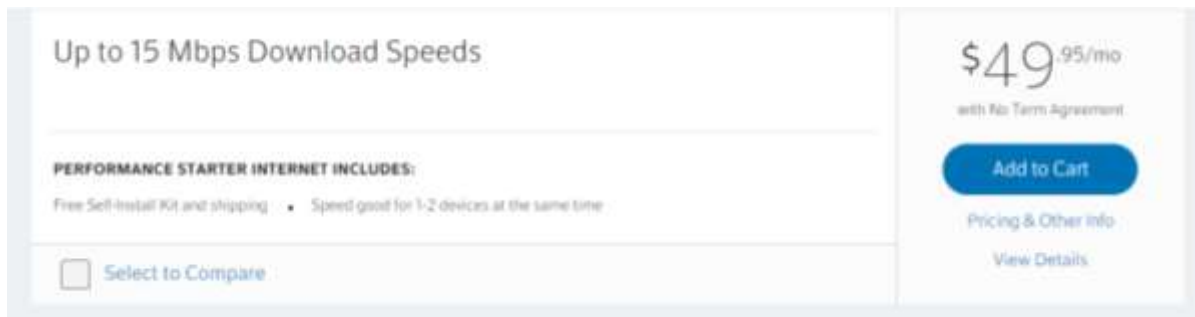 Up to 15 Mbps Download Speeds
$49.95/mo
with No Term Agreement
PERFORMANCE STARTER INTERNET INCLUDES:
Free Self-Install Kit and shipping • Speed good for 1-2 devices at the same time
Add to Cart
Pricing & Other Info
View Details
Select to Compare